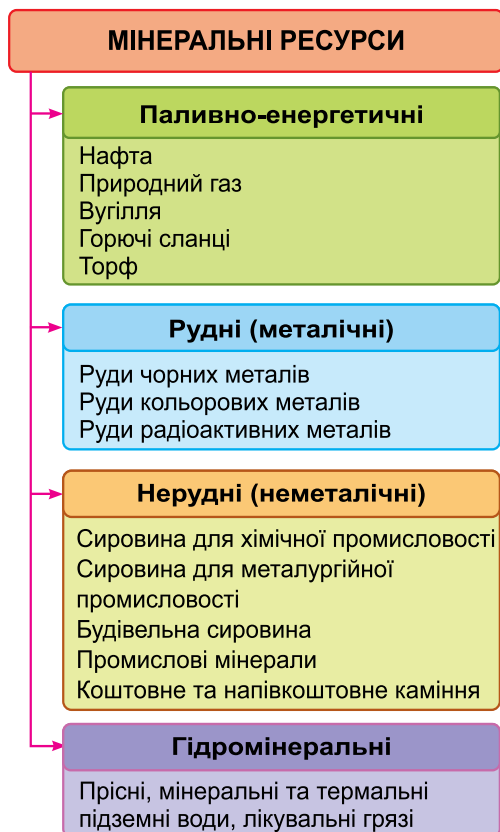 МІНЕРАЛЬНІ РЕСУРСИ
Паливно-енергетичні
Нафта
Природний газ
Вугілля
Горючі сланці
Торф
Рудні (металічні)
Руди чорних металів
Руди кольорових металів
Руди радіоактивних металів
Нерудні (неметалічні)
Сировина для хімічної промисловості
Сировина для металургійної
промисловості
Будівельна сировина
Промислові мінерали
Коштовне та напівкоштовне каміння
Гідромінеральні
Прісні, мінеральні та термальні
підземні води, лікувальні грязі